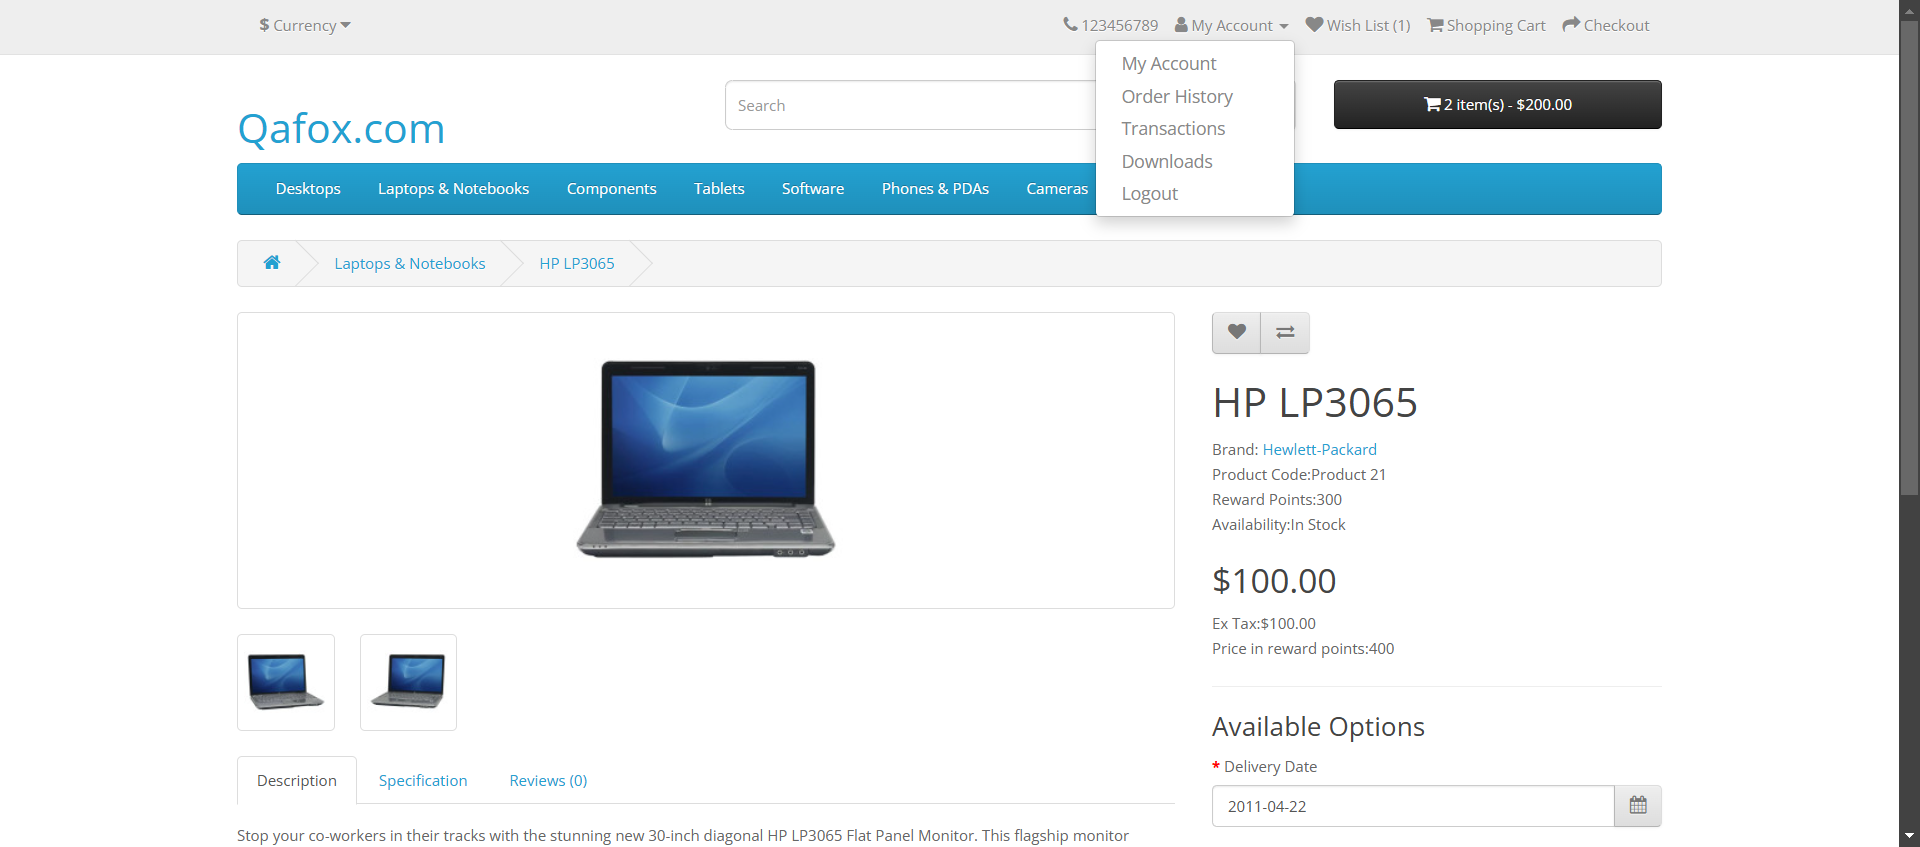 $ Currency
123456789 My Account Wish List (1) Shopping Cart Checkout
My Account
Order History
Transactions
Downloads
Logout
Qafox.com
Search
2 item(s) - $200.00
Desktops Laptops & Notebooks Components Tablets Software Phones & PDAs Cameras
Laptops & Notebooks HP LP3065
HP LP3065
Brand: Hewlett-Packard
Product Code:Product 21
Reward Points:300
Availability:In Stock
$100.00
Ex Tax:$100.00
Price in reward points:400
Available Options
* Delivery Date
2011-04-22
Description Specification Reviews (0)
Stop your co-workers in their tracks with the stunning new 30-inch diagonal HP LP3065 Flat Panel Monitor. This flagship monitor